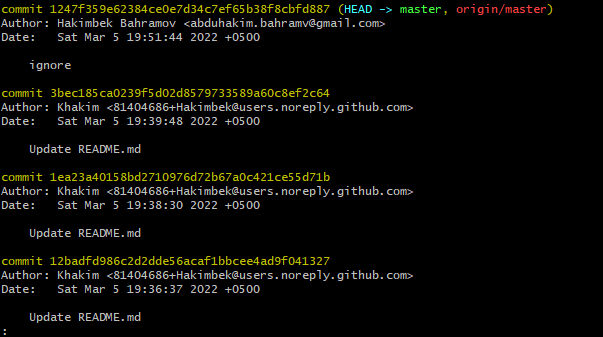 commit 1247f359e62384ce0e7d34c7ef65b38f8cbfd887 (HEAD -> master, origin/master)
Author: Hakimbek Bahramov <abduhakim.bahramv@gmail.com>
Date:   Sat Mar 5 19:51:44 2022 +0500

    ignore

commit 3bec185ca0239f5d02d8579733589a60c8ef2c64
Author: Khakim <81404686+Hakimbek@users.noreply.github.com>
Date:   Sat Mar 5 19:39:48 2022 +0500

    Update README.md

commit 1ea23a40158bd2710976d72b67a0c421ce55d71b
Author: Khakim <81404686+Hakimbek@users.noreply.github.com>
Date:   Sat Mar 5 19:38:30 2022 +0500

    Update README.md

commit 12badfd986c2d2dde56acaf1bbcee4ad9f041327
Author: Khakim <81404686+Hakimbek@users.noreply.github.com>
Date:   Sat Mar 5 19:36:37 2022 +0500

    Update README.md
: